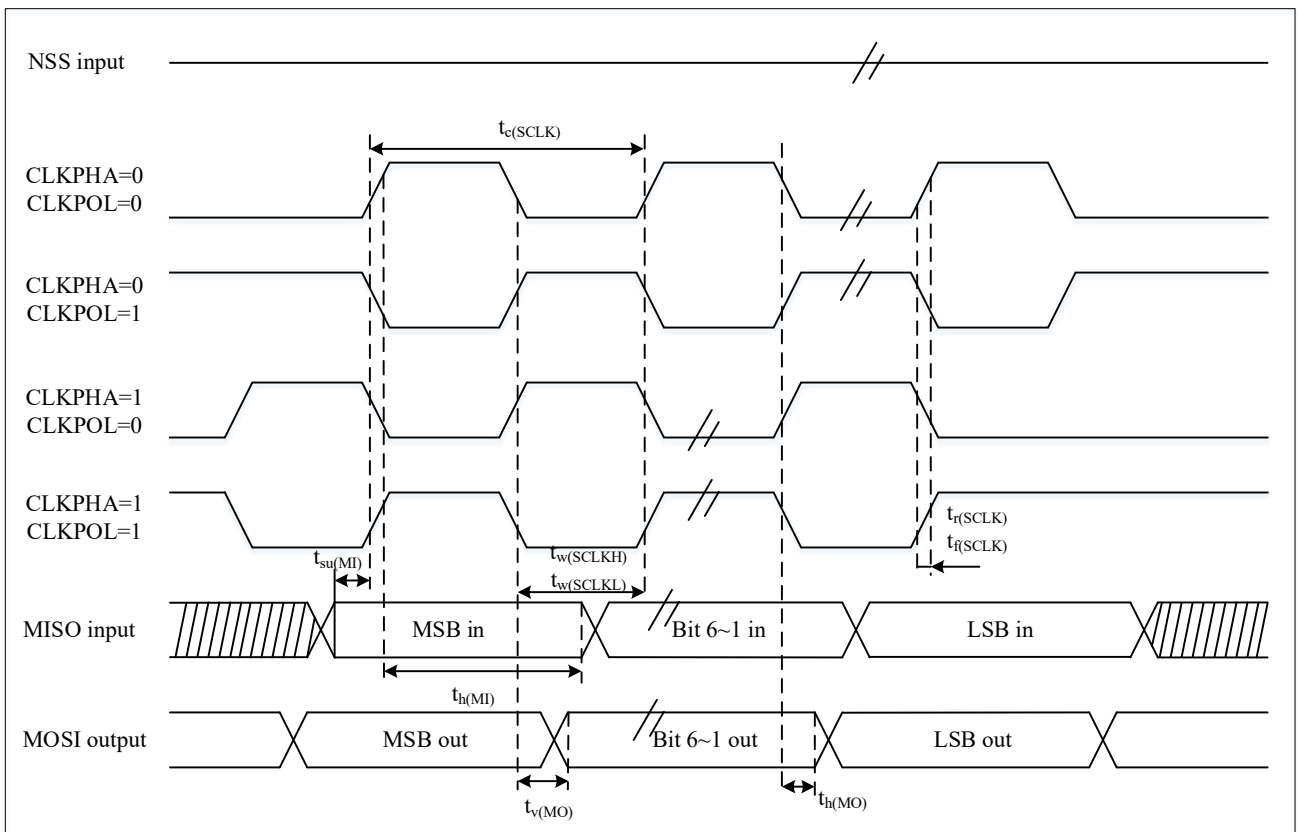 NSS input
tc(SCLK)
CLKPHA=0
CLKPOL=0
CLKPHA=0
CLKPOL=1
CLKPHA=1
CLKPOL=0
CLKPHA=1
CLKPOL=1
tr(SCLK)
tf(SCLK)
tsu(MI)
tw(SCLKH)
tw(SCLKL)
MISO input
MSB in
Bit 6~1 in
LSB in
th(MI)
MOSI output
MSB out
Bit 6~1 out
LSB out
tv(MO)
th(MO)